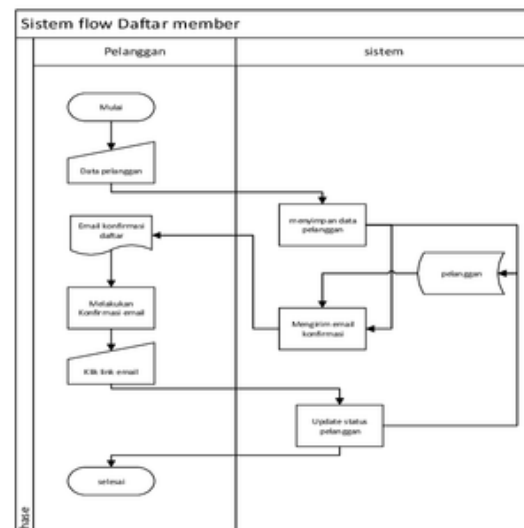 Sistem flow Daftar member
Pelanggan
sistem
Mulai
Data pelanggan
menyimpan data
pelanggan
Email konfirmasi
daftar
pelanggan
Melakukan
Konfirmasi email
Mengirim email
konfirmasi
Klik link email
Update status
pelanggan
selesai
hase